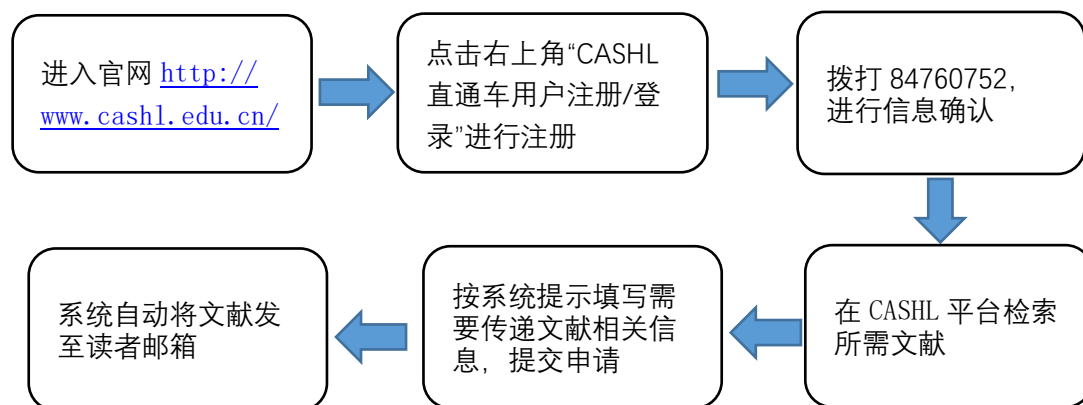 进入官网 http://
www.cashl.edu.cn/
点击右上角“CASHL
直通车用户注册/登
录”进行注册
拨打 84760752，
进行信息确认
在 CASHL 平台检索
所需文献
按系统提示填写需
要传递文献相关信
息，提交申请
系统自动将文献发
至读者邮箱